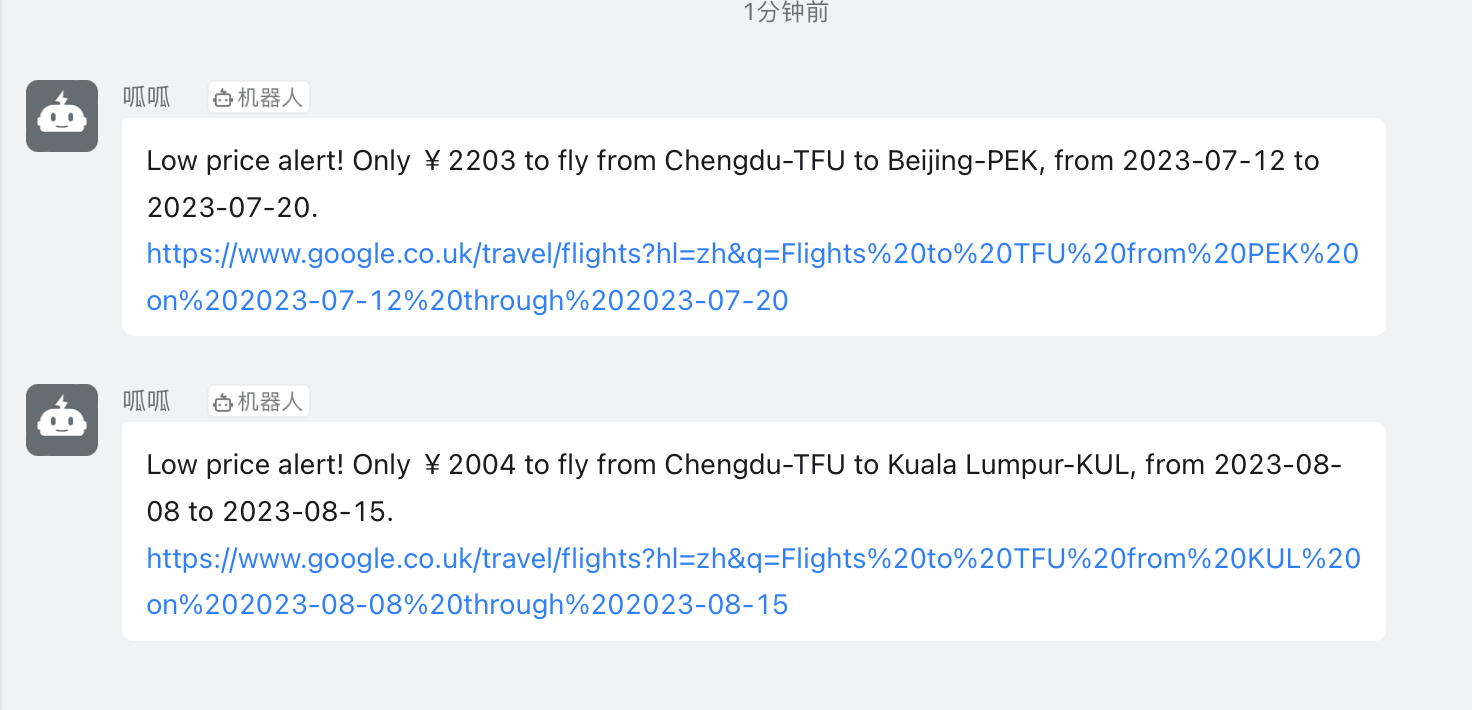 1分钟前
呱呱 机器人
Low price alert! Only ￥2203 to fly from Chengdu-TFU to Beijing-PEK, from 2023-07-12 to
2023-07-20.
https://www.google.co.uk/travel/flights?hl=zh&q=Flights%20to%20TFU%20from%20PEK%20
on%202023-07-12%20through%202023-07-20
呱呱 机器人
Low price alert! Only ￥2004 to fly from Chengdu-TFU to Kuala Lumpur-KUL, from 2023-08-
08 to 2023-08-15.
https://www.google.co.uk/travel/flights?hl=zh&q=Flights%20to%20TFU%20from%20KUL%20
on%202023-08-08%20through%202023-08-15